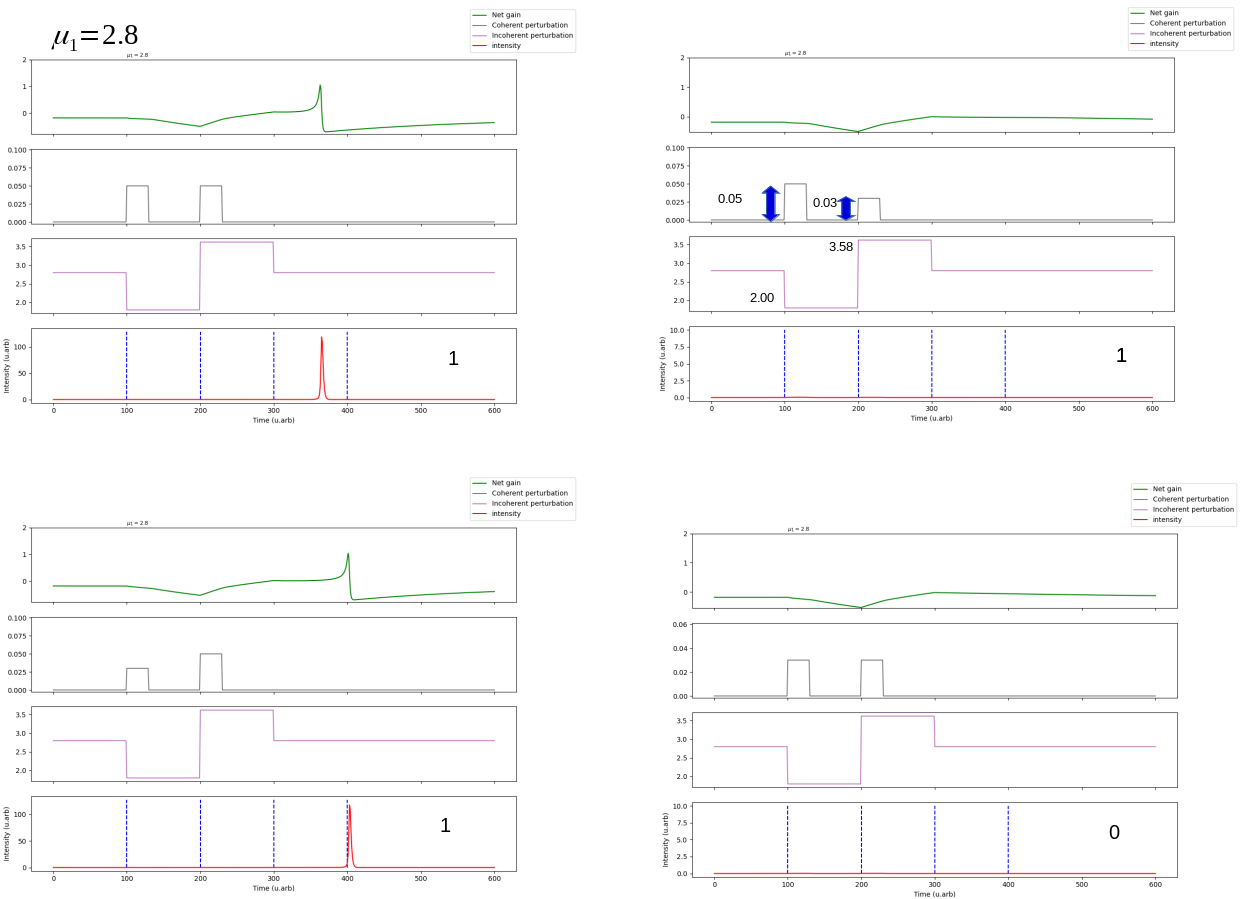 μ1=2.8
Net gain
Coherent perturbation
Incoherent perturbation
intensity
μ1 = 2.8
2
1
0
0.100
0.075
0.050
0.025
0.000
3.5
3.0
2.5
2.0
Intensity (u.arb)
100
50
0
1
0 100 200 300 400 500 600
Time (u.arb)
Net gain
Coherent perturbation
Incoherent perturbation
intensity
μ1 = 2.8
2
1
0
0.100
0.075
0.050
0.025
0.000
0.05
0.03
3.5
3.0
2.5
2.0
3.58
2.00
Intensity (u.arb)
10.0
7.5
5.0
2.5
0.0
1
0 100 200 300 400 500 600
Time (u.arb)
Net gain
Coherent perturbation
Incoherent perturbation
intensity
μ1 = 2.8
2
1
0
0.100
0.075
0.050
0.025
0.000
3.5
3.0
2.5
2.0
Intensity (u.arb)
100
50
0
1
0 100 200 300 400 500 600
Time (u.arb)
Net gain
Coherent perturbation
Incoherent perturbation
intensity
μ1 = 2.8
2
1
0
0.06
0.04
0.02
0.00
3.5
3.0
2.5
2.0
Intensity (u.arb)
10.0
7.5
5.0
2.5
0.0
0
0 100 200 300 400 500 600
Time (u.arb)